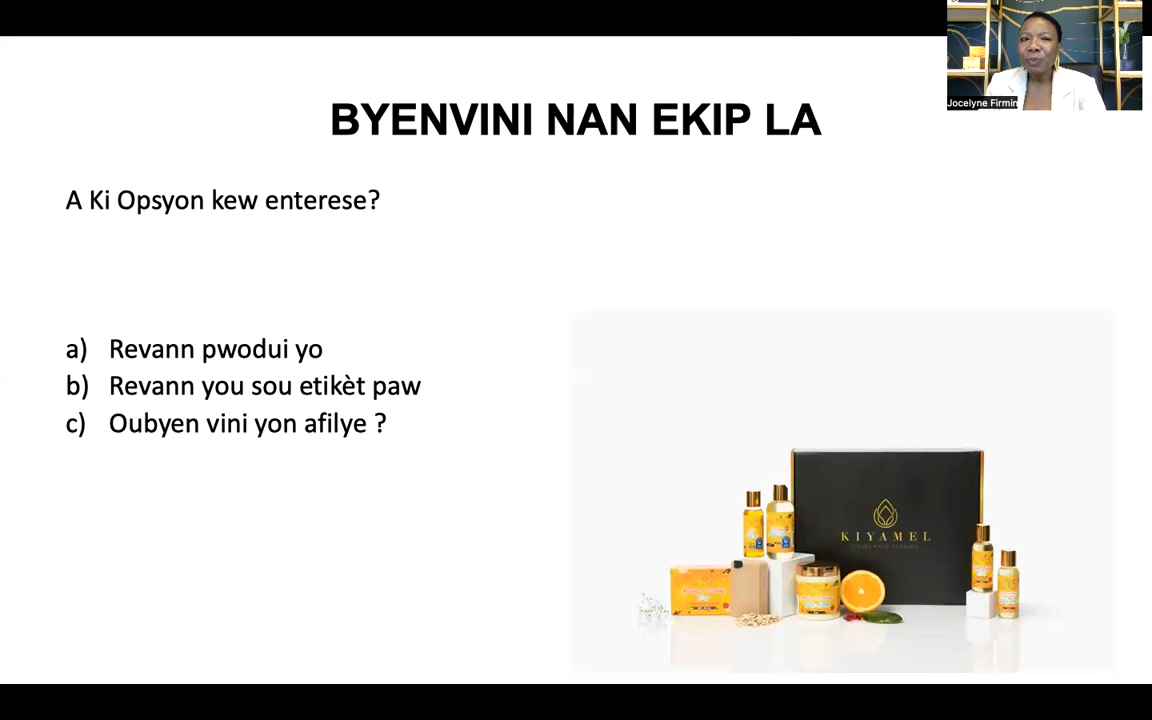 Jocelyne Firmin
BYENVINI NAN EKIP LA
A Ki Opsyon kew enterese?
a) Revann pwodui yo
b) Revann you sou etikèt paw
c) Oubyen vini yon afilye ?
KIYAMEL